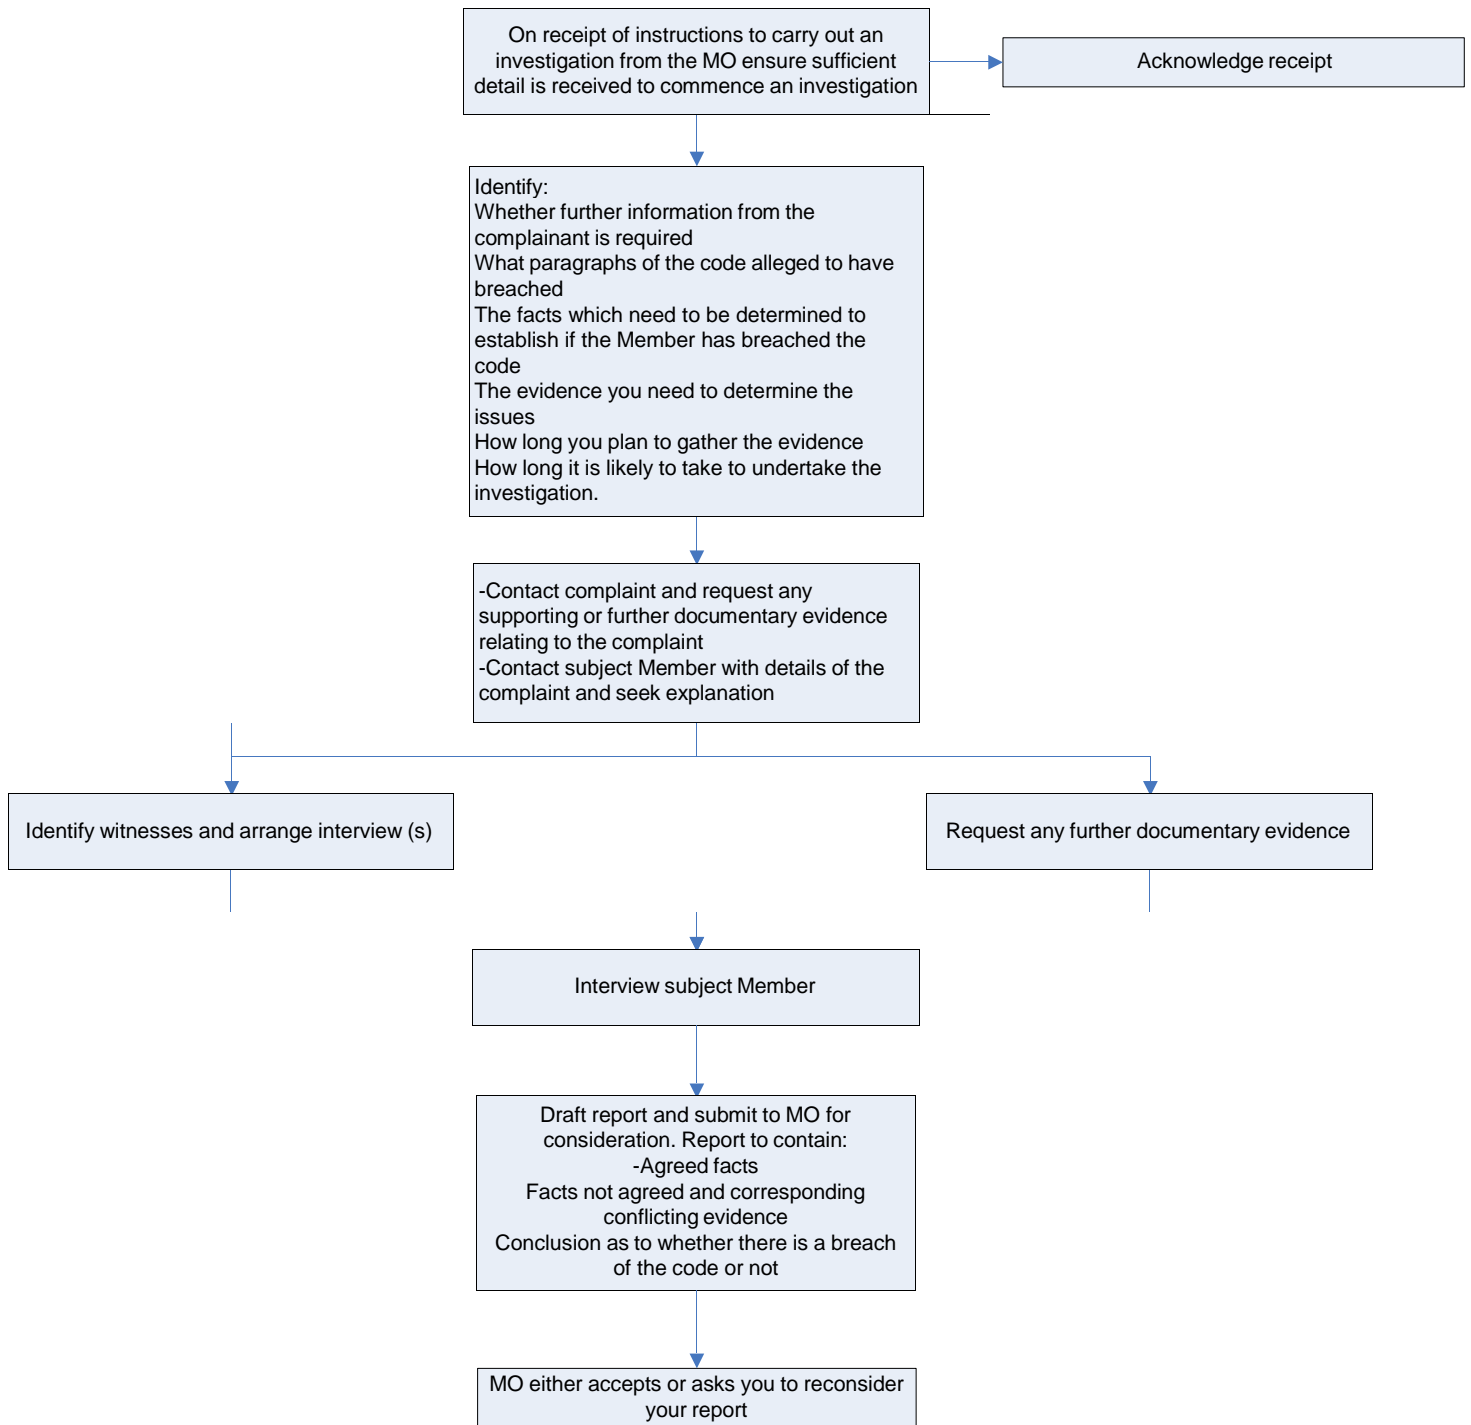 On receipt of instructions to carry out an
investigation from the MO ensure sufficient
detail is received to commence an investigation
Acknowledge receipt
Identify:
Whether further information from the
complainant is required
What paragraphs of the code alleged to have
breached
The facts which need to be determined to
establish if the Member has breached the
code
The evidence you need to determine the
issues
How long you plan to gather the evidence
How long it is likely to take to undertake the
investigation.
-Contact complaint and request any
supporting or further documentary evidence
relating to the complaint
-Contact subject Member with details of the
complaint and seek explanation
Identify witnesses and arrange interview (s)
Request any further documentary evidence
Interview subject Member
Draft report and submit to MO for
consideration. Report to contain:
-Agreed facts
Facts not agreed and corresponding
conflicting evidence
Conclusion as to whether there is a breach
of the code or not
MO either accepts or asks you to reconsider
your report